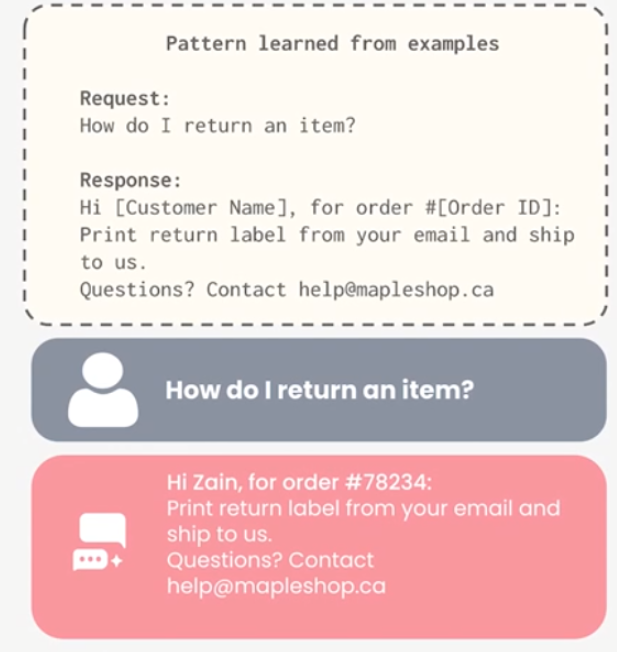 Pattern learned from examples
Request:
How do I return an item?
Response:
Hi [Customer Name], for order #[Order ID]:
Print return label from your email and ship
to us.
Questions? Contact help@mapleshop.ca
How do I return an item?
Hi Zain, for order #78234:
Print return label from your email and
ship to us.
Questions? Contact
help@mapleshop.ca